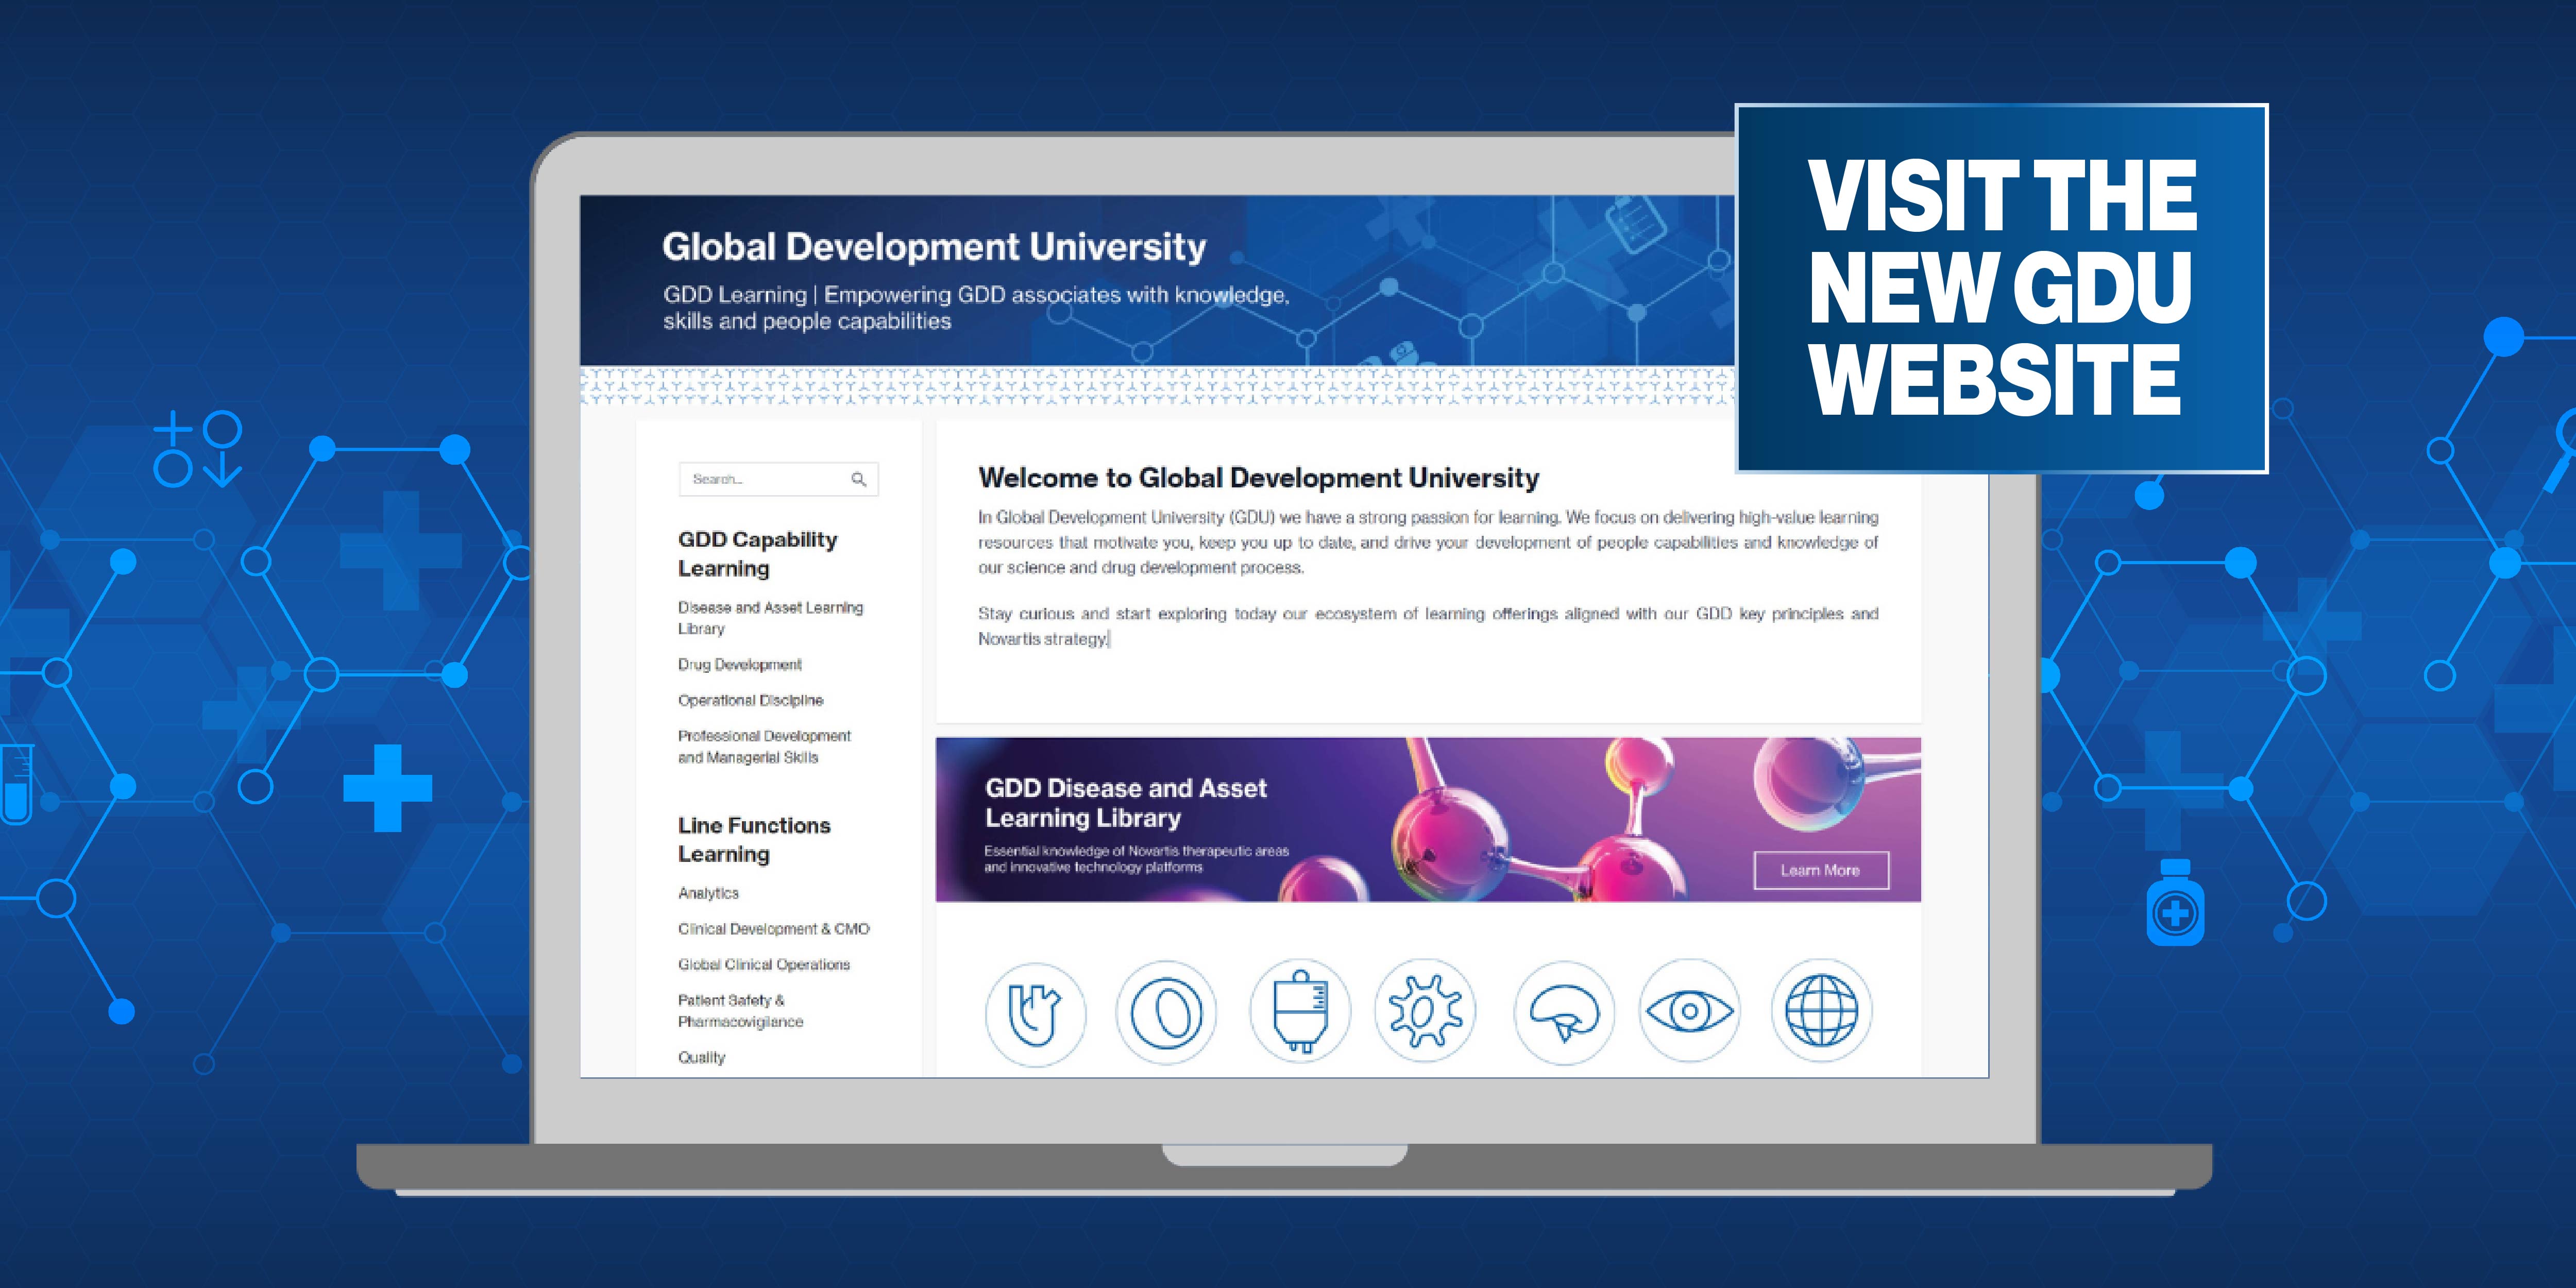 VISIT THE
NEW GDU
WEBSITE
Global Development University
GDD Learning | Empowering GDD associates with knowledge,
skills and people capabilities
Search...
GDD Capability
Learning
Disease and Asset Learning
Library
Drug Development
Operational Discipline
Professional Development
and Managerial Skills
Line Functions
Learning
Analytics
Clinical Development & CMO
Global Clinical Operations
Patient Safety &
Pharmacovigilance
Quality
Welcome to Global Development University
In Global Development University (GDU) we have a strong passion for learning. We focus on delivering high-value learning
resources that motivate you, keep you up to date, and drive your development of people capabilities and knowledge of
our science and drug development process.
Stay curious and start exploring today our ecosystem of learning offerings aligned with our GDD key principles and
Novartis strategy.
GDD Disease and Asset
Learning Library
Essential knowledge of Novartis therapeutic areas
and innovative technology platforms
Learn More